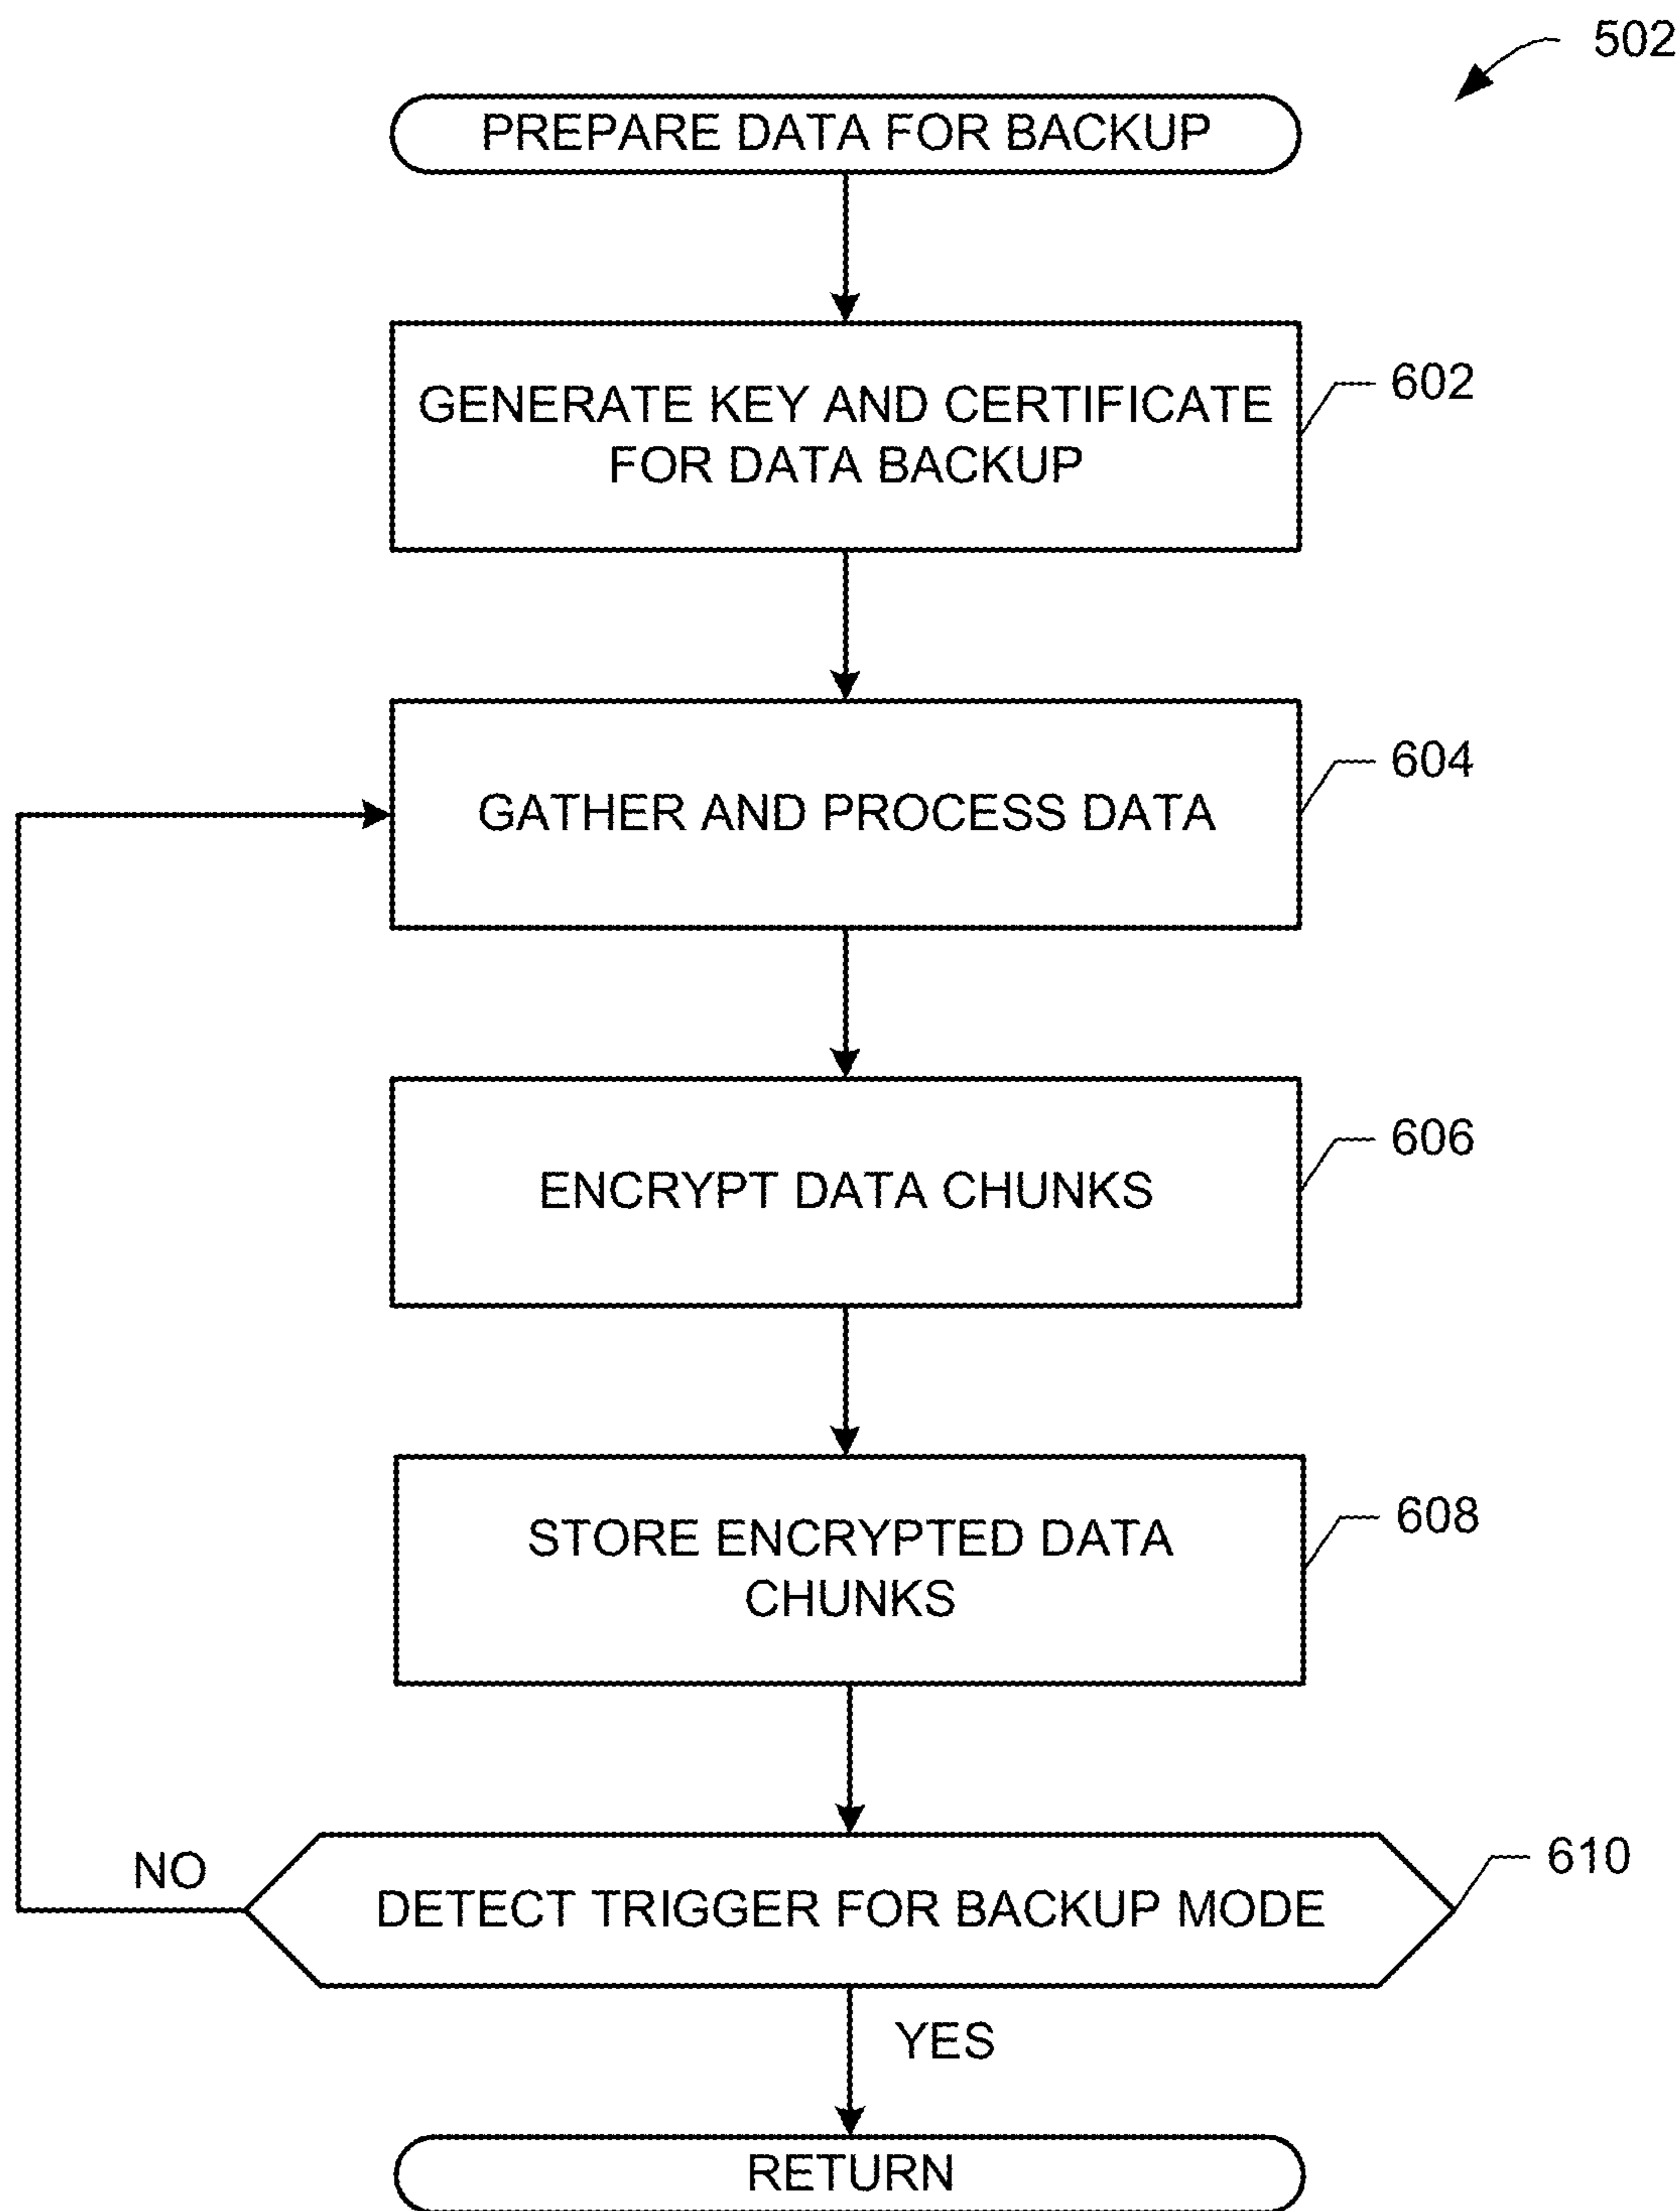 502
PREPARE DATA FOR BACKUP
GENERATE KEY AND CERTIFICATE
FOR DATA BACKUP
602
GATHER AND PROCESS DATA
604
ENCRYPT DATA CHUNKS
606
STORE ENCRYPTED DATA
CHUNKS
608
DETECT TRIGGER FOR BACKUP MODE
610
NO
YES
RETURN